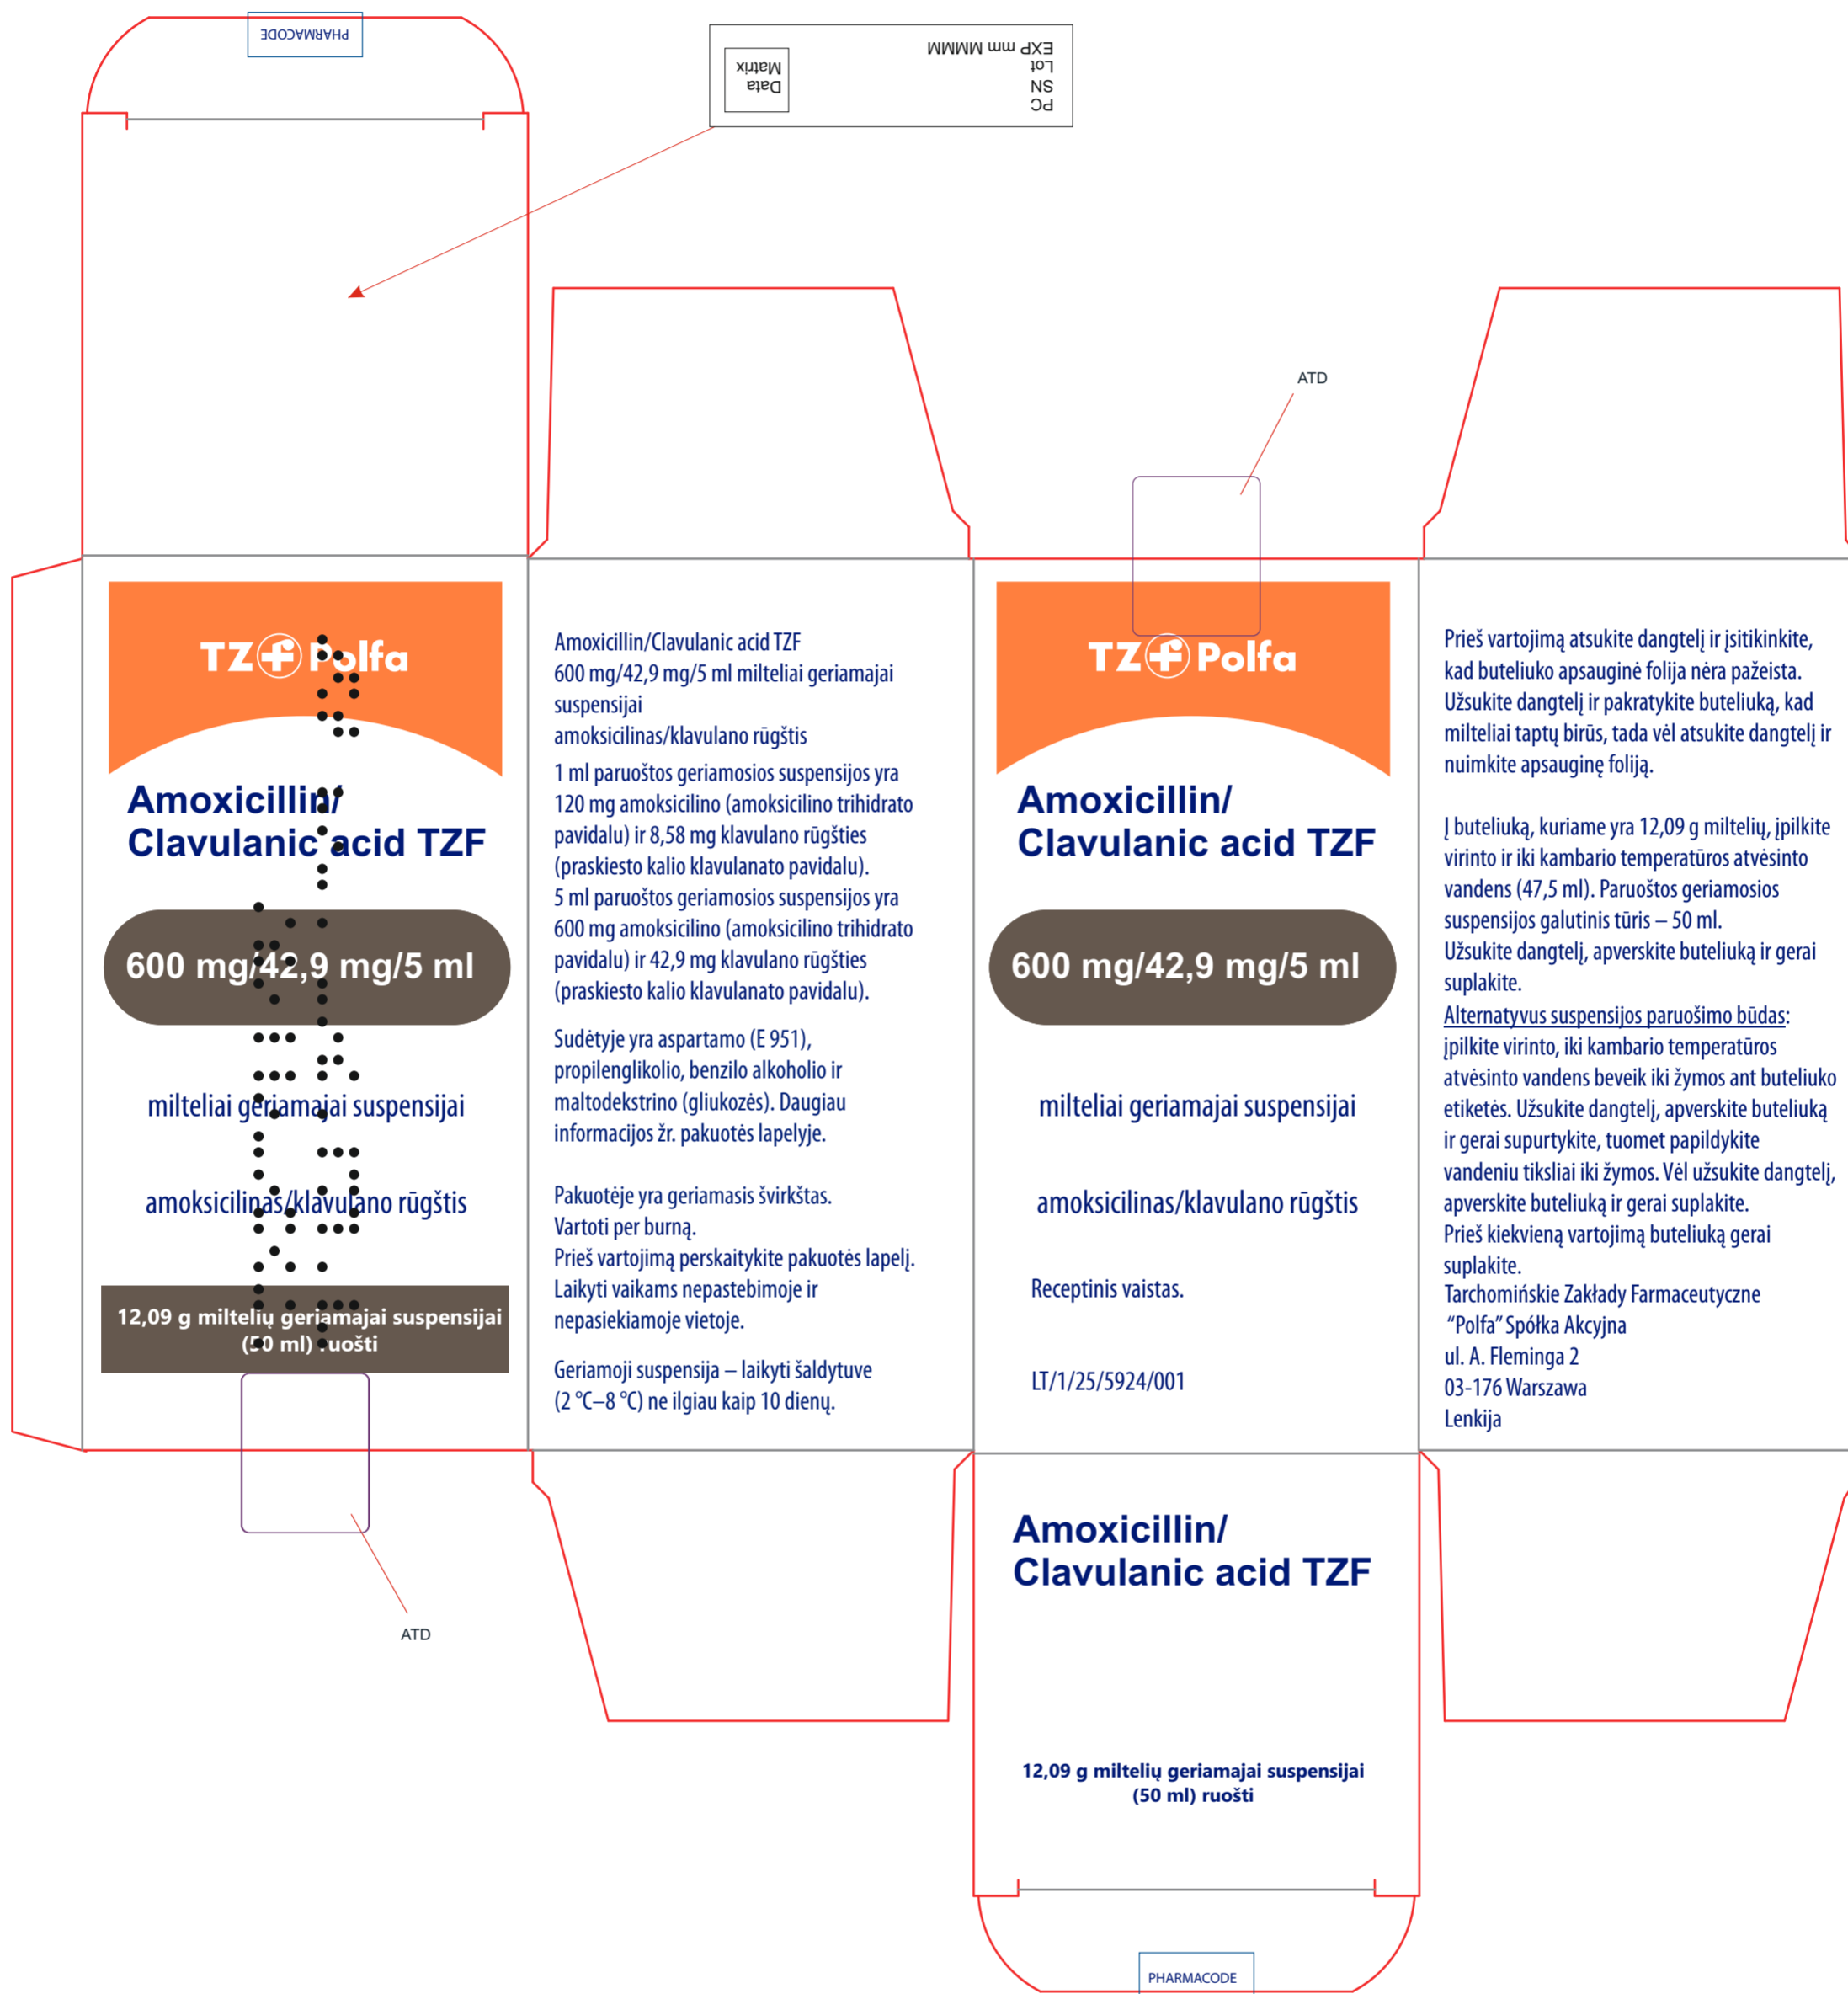 PHARMACODE
PC
SN
Lot
EXP mm MMMM
Data
Matrix
ATD
TZF Polfa
Amoxicillin/
Clavulanic acid TZF
600 mg/42,9 mg/5 ml
milteliai geriamajai suspensijai
amoksicilinas/klavulano rūgštis
12,09 g miltelių geriamajai suspensijai
(50 ml) ruošti
ATD
Amoxicillin/Clavulanic acid TZF
600 mg/42,9 mg/5 ml milteliai geriamajai
suspensijai
amoksicilinas/klavulano rūgštis
1 ml paruoštos geriamosios suspensijos yra
120 mg amoksicilino (amoksicilino trihidrato
pavidalu) ir 8,58 mg klavulano rūgšties
(praskiesto kalio klavulanato pavidalu).
5 ml paruoštos geriamosios suspensijos yra
600 mg amoksicilino (amoksicilino trihidrato
pavidalu) ir 42,9 mg klavulano rūgšties
(praskiesto kalio klavulanato pavidalu).
Sudėtyje yra aspartamo (E 951),
propilenglikolio, benzilo alkoholio ir
maltodekstrino (gliukozės). Daugiau
informacijos žr. pakuotės lapelyje.
Pakuotėje yra geriamasis švirkštas.
Vartoti per burną.
Prieš vartojimą perskaitykite pakuotės lapelį.
Laikyti vaikams nepastebimoje ir
nepasiekiamoje vietoje.
Geriamoji suspensija – laikyti šaldytuve
(2 °C–8 °C) ne ilgiau kaip 10 dienų.
TZF Polfa
Amoxicillin/
Clavulanic acid TZF
600 mg/42,9 mg/5 ml
milteliai geriamajai suspensijai
amoksicilinas/klavulano rūgštis
Receptinis vaistas.
LT/1/25/5924/001
Prieš vartojimą atsukite dangtelį ir įsitikinkite,
kad buteliuko apsauginė folija nėra pažeista.
Užsukite dangtelį ir pakratykite buteliuką, kad
milteliai taptų birūs, tada vėl atsukite dangtelį ir
nuimkite apsauginę foliją.
Į buteliuką, kuriame yra 12,09 g miltelių, įpilkite
virinto ir iki kambario temperatūros atvėsinto
vandens (47,5 ml). Paruoštos geriamosios
suspensijos galutinis tūris – 50 ml.
Užsukite dangtelį, apverskite buteliuką ir gerai
suplakite.
Alternatyvus suspensijos paruošimo būdas:
įpilkite virinto, iki kambario temperatūros
atvėsinto vandens beveik iki žymos ant buteliuko
etiketės. Užsukite dangtelį, apverskite buteliuką
ir gerai supurtykite, tuomet papildykite
vandeniu tiksliai iki žymos. Vėl užsukite dangtelį,
apverskite buteliuką ir gerai suplakite.
Prieš kiekvieną vartojimą buteliuką gerai
suplakite.
Tarchomińskie Zakłady Farmaceutyczne
“Polfa” Spółka Akcyjna
ul. A. Fleminga 2
03-176 Warszawa
Lenkija
Amoxicillin/
Clavulanic acid TZF
12,09 g miltelių geriamajai suspensijai
(50 ml) ruošti
PHARMACODE